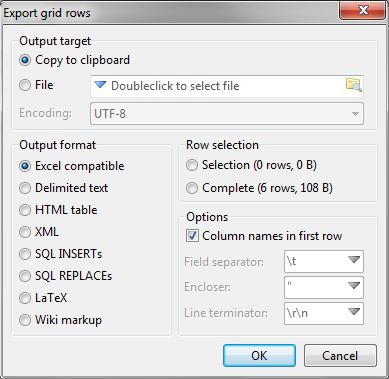 Export grid rows
Output target
Copy to clipboard
File
Doubleclick to select file
Encoding:
UTF-8
Output format
Excel compatible
Delimited text
HTML table
XML
SQL INSERTs
SQL REPLACEs
LaTeX
Wiki markup
Row selection
Selection (0 rows, 0 B)
Complete (6 rows, 108 B)
Options
Column names in first row
Field separator:
\t
Encloser:
"
Line terminator:
\r\n
OK
Cancel